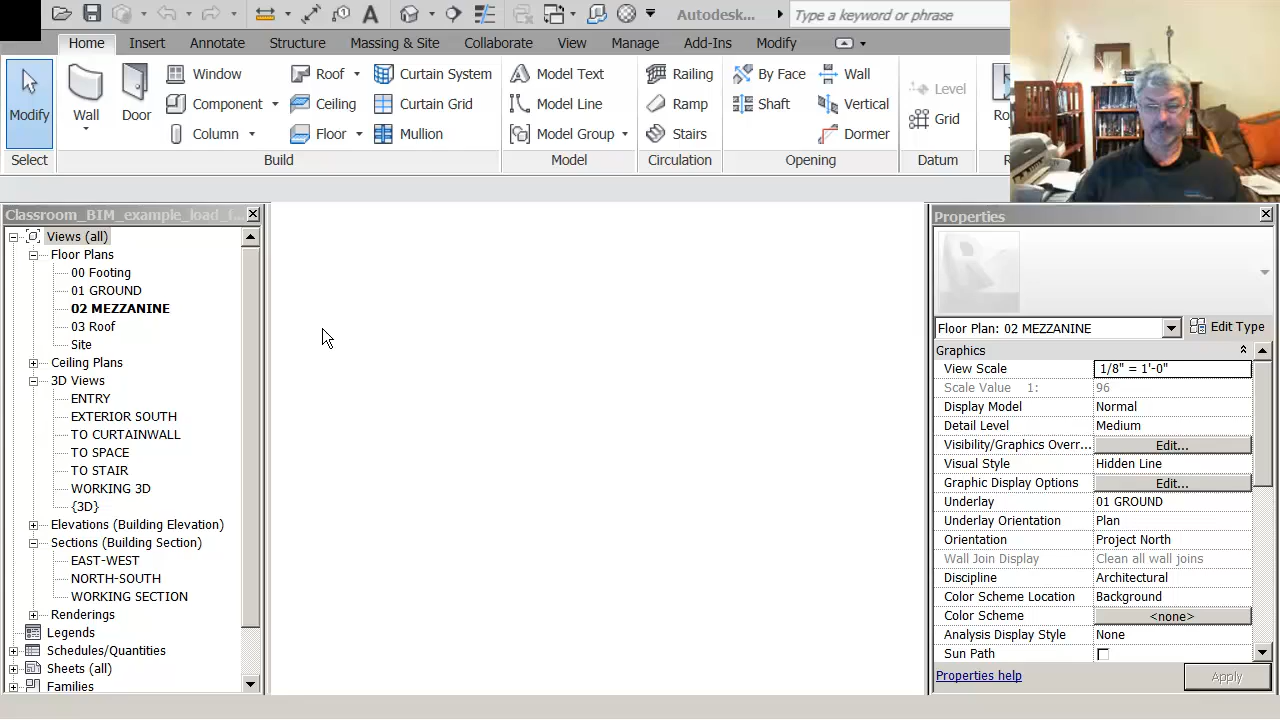 Autodesk...
Type a keyword or phrase
Home Insert Annotate Structure Massing & Site Collaborate View Manage Add-Ins Modify
Modify
Select
Wall
Door
Window
Component
Column
Roof
Ceiling
Floor
Curtain System
Curtain Grid
Mullion
Build
Model Text
Model Line
Model Group
Model
Railing
Ramp
Stairs
Circulation
By Face
Shaft
Wall
Vertical
Dormer
Opening
Level
Grid
Datum
Classroom_BIM_example_load_f...
Views (all)
Floor Plans
00 Footing
01 GROUND
02 MEZZANINE
03 Roof
Site
Ceiling Plans
3D Views
ENTRY
EXTERIOR SOUTH
TO CURTAINWALL
TO SPACE
TO STAIR
WORKING 3D
{3D}
Elevations (Building Elevation)
Sections (Building Section)
EAST-WEST
NORTH-SOUTH
WORKING SECTION
Renderings
Legends
Schedules/Quantities
Sheets (all)
Families
Properties
Floor Plan: 02 MEZZANINE
Edit Type
Graphics
View Scale 1/8" = 1'-0"
Scale Value 1: 96
Display Model Normal
Detail Level Medium
Visibility/Graphics Overr... Edit...
Visual Style Hidden Line
Graphic Display Options Edit...
Underlay 01 GROUND
Underlay Orientation Plan
Orientation Project North
Wall Join Display Clean all wall joins
Discipline Architectural
Color Scheme Location Background
Color Scheme <none>
Analysis Display Style None
Sun Path
Properties help
Apply